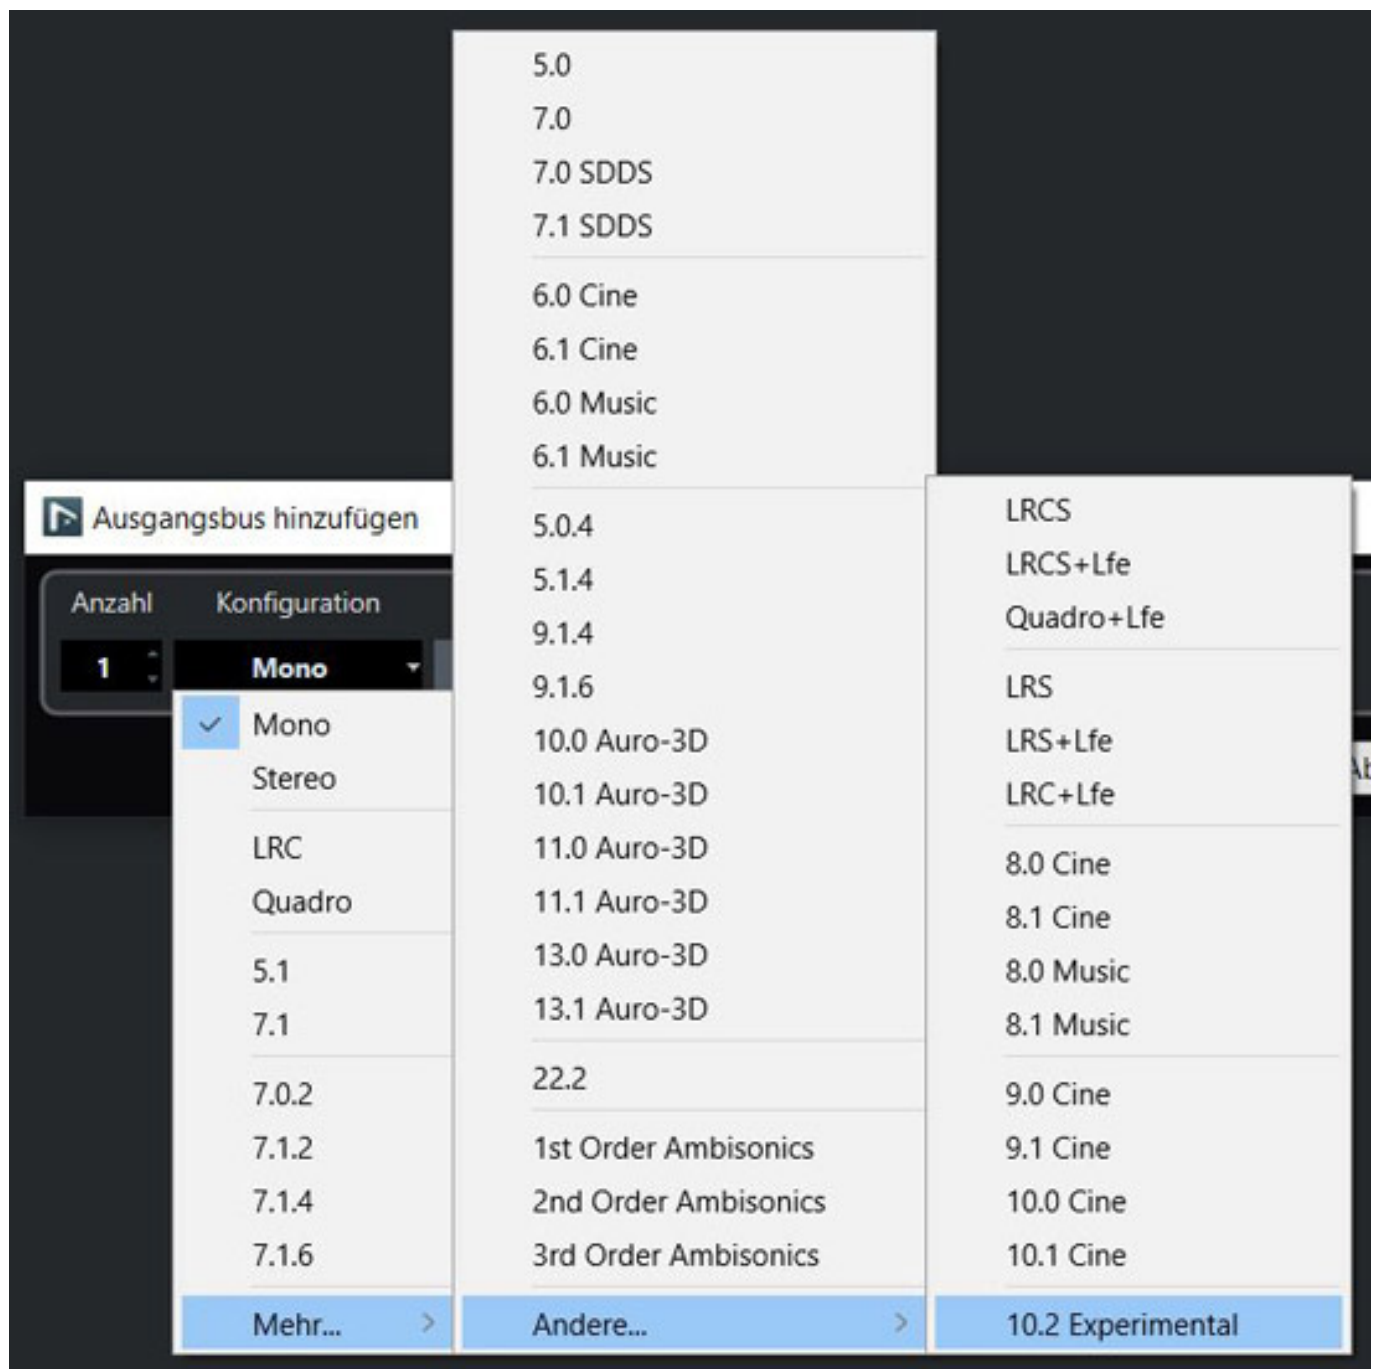 Ausgangsbus hinzufügen
Anzahl Konfiguration
1 Mono
Mono
Stereo
LRC
Quadro
5.1
7.1
7.0.2
7.1.2
7.1.4
7.1.6
Mehr...
5.0
7.0
7.0 SDDS
7.1 SDDS
6.0 Cine
6.1 Cine
6.0 Music
6.1 Music
5.0.4
5.1.4
9.1.4
9.1.6
10.0 Auro-3D
10.1 Auro-3D
11.0 Auro-3D
11.1 Auro-3D
13.0 Auro-3D
13.1 Auro-3D
22.2
1st Order Ambisonics
2nd Order Ambisonics
3rd Order Ambisonics
Andere...
LRCS
LRCS+Lfe
Quadro+Lfe
LRS
LRS+Lfe
LRC+Lfe
8.0 Cine
8.1 Cine
8.0 Music
8.1 Music
9.0 Cine
9.1 Cine
10.0 Cine
10.1 Cine
10.2 Experimental